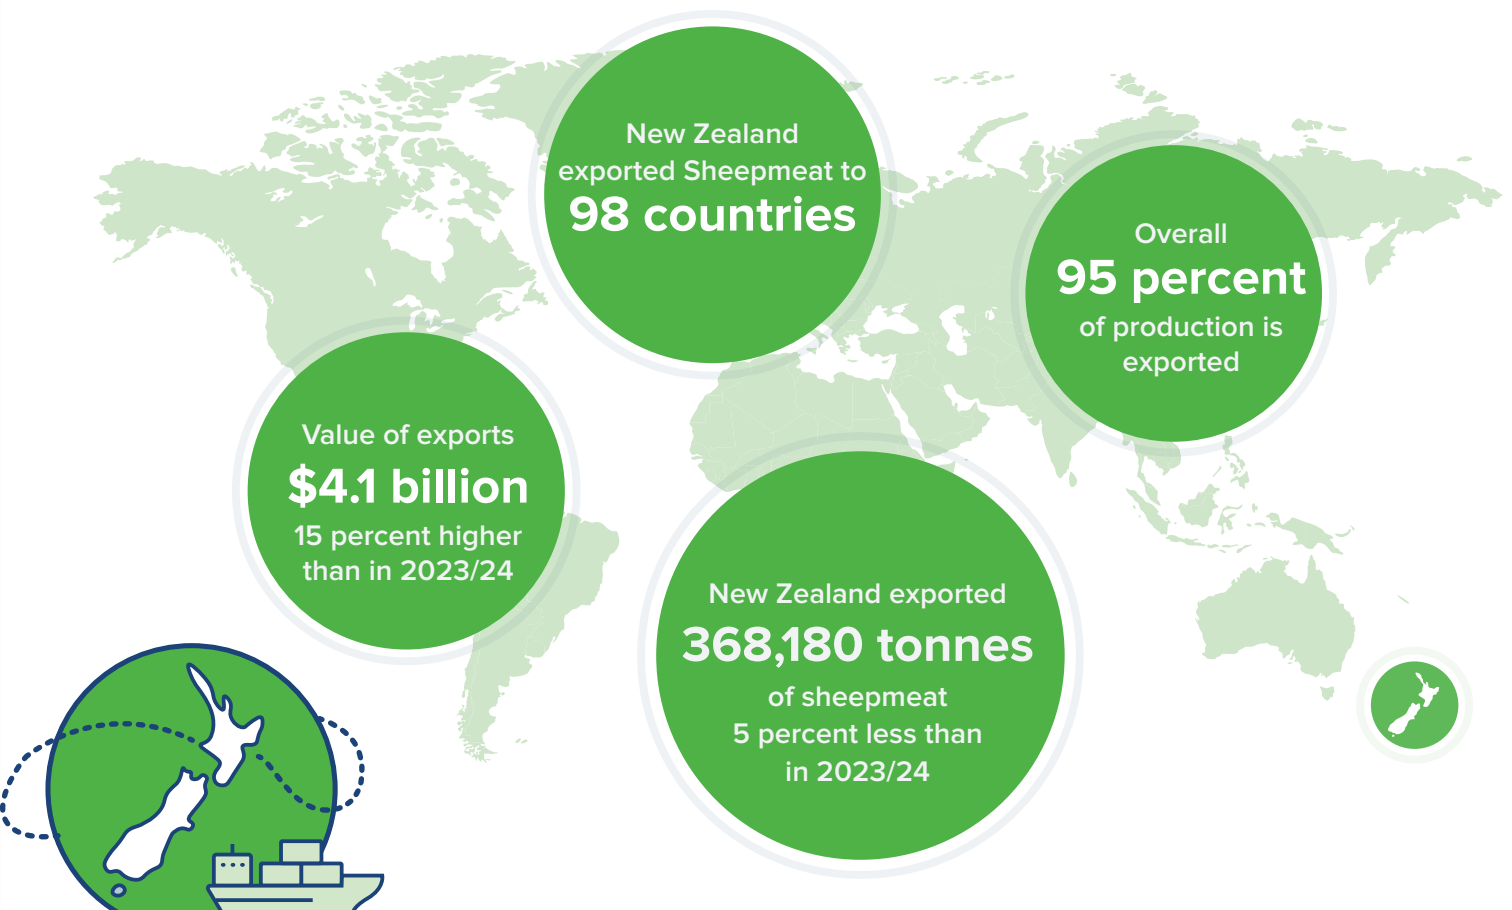 New Zealand
exported Sheepmeat to
98 countries
Overall
95 percent
of production is
exported
Value of exports
$4.1 billion
15 percent higher
than in 2023/24
New Zealand exported
368,180 tonnes
of sheepmeat
5 percent less than
in 2023/24